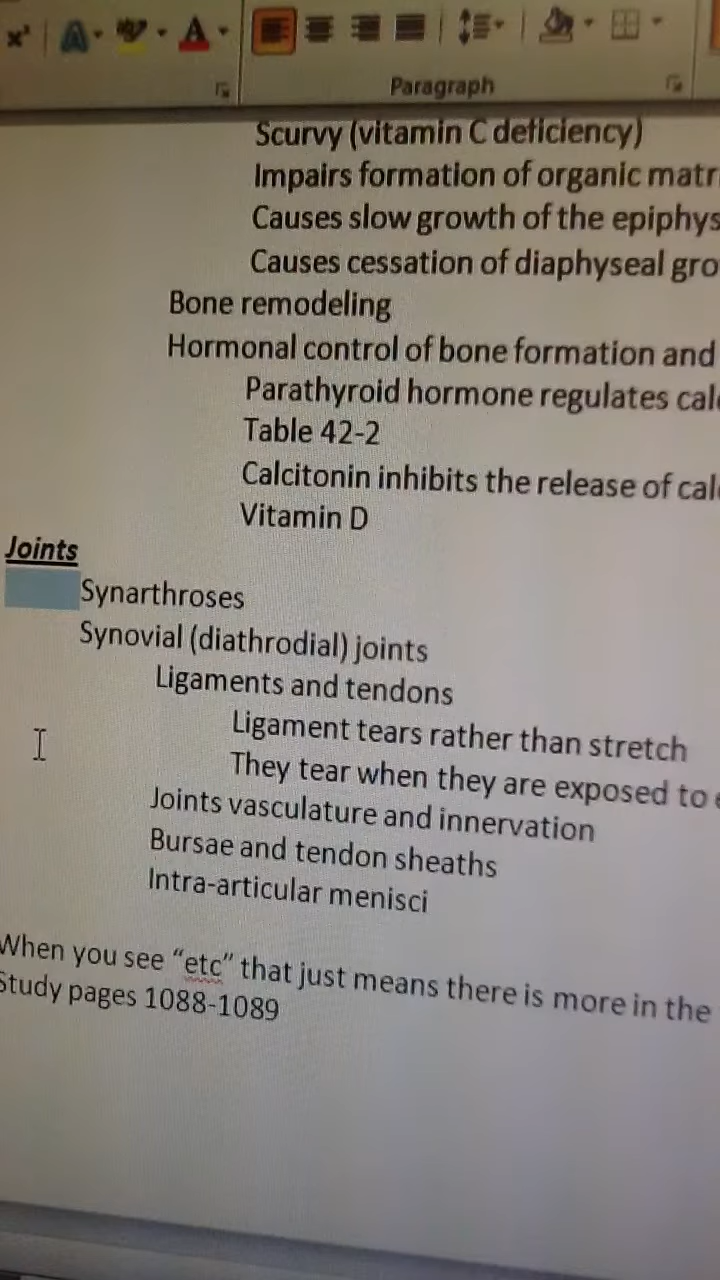 Paragraph
Scurvy (vitamin C deficiency)
Impairs formation of organic matr
Causes slow growth of the epiphys
Causes cessation of diaphyseal gro
Bone remodeling
Hormonal control of bone formation and
Parathyroid hormone regulates calc
Table 42-2
Calcitonin inhibits the release of calc
Vitamin D
Joints
Synarthroses
Synovial (diathrodial) joints
Ligaments and tendons
Ligament tears rather than stretch
They tear when they are exposed to e
Joints vasculature and innervation
Bursae and tendon sheaths
Intra-articular menisci
When you see “etc” that just means there is more in the
Study pages 1088-1089